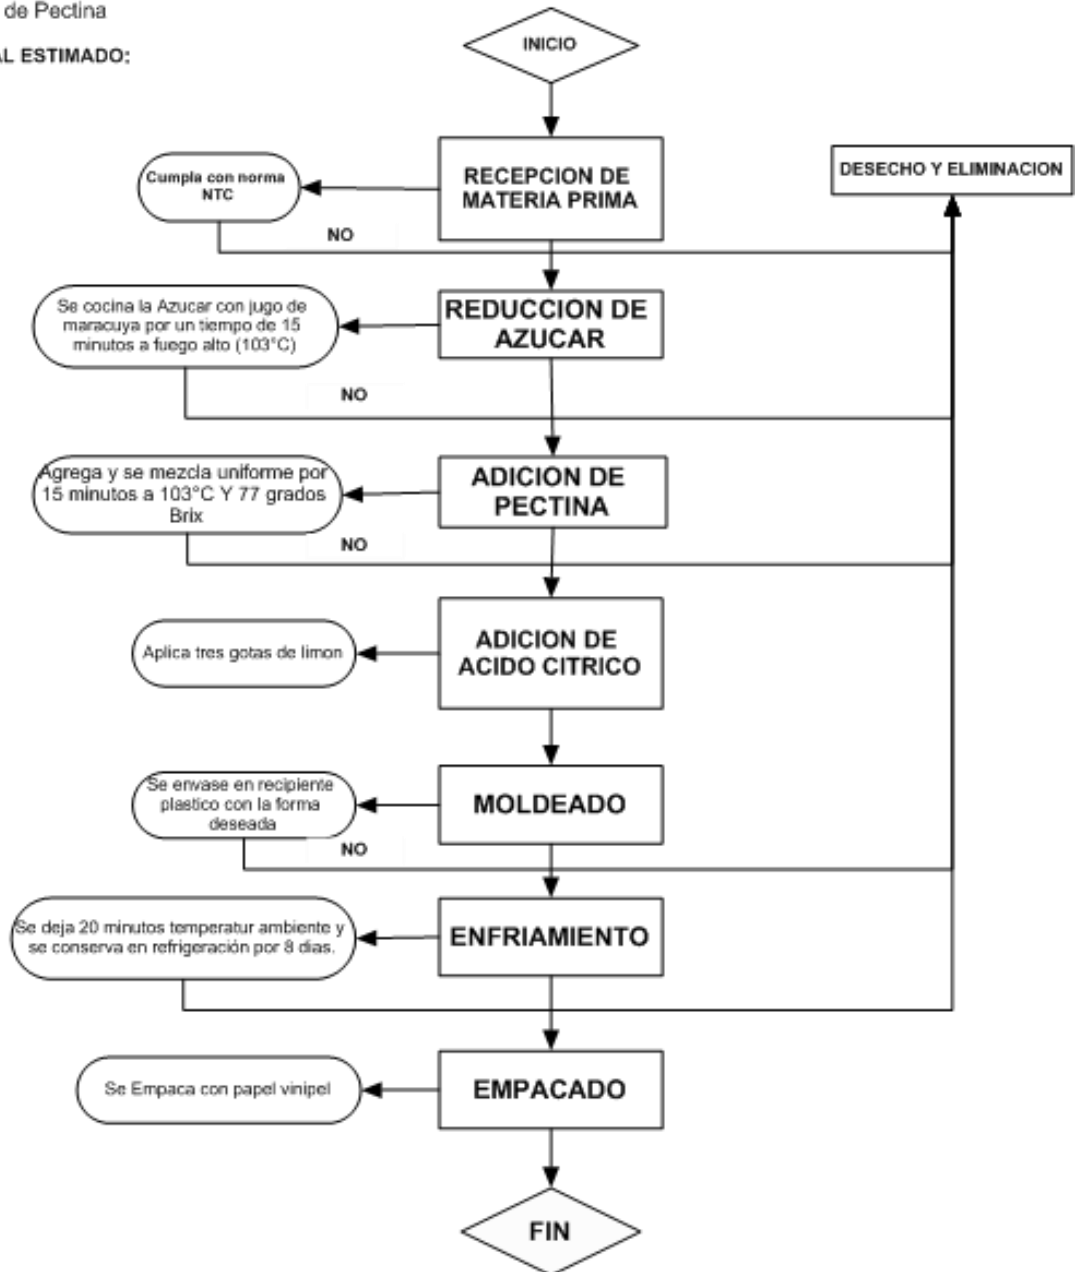 de Pectina
AL ESTIMADO:
INICIO
RECEPCION DE
MATERIA PRIMA
DESECHO Y ELIMINACION
Cumpla con norma
NTC
NO
REDUCCION DE
AZUCAR
Se cocina la Azucar con jugo de
maracuya por un tiempo de 15
minutos a fuego alto (103°C)
NO
ADICION DE
PECTINA
Agrega y se mezcla uniforme por
15 minutos a 103°C Y 77 grados
Brix
NO
ADICION DE
ACIDO CITRICO
Aplica tres gotas de limon
MOLDEADO
Se envase en recipiente
plastico con la forma
deseada
NO
ENFRIAMIENTO
Se deja 20 minutos temperatur ambiente y
se conserva en refrigeración por 8 dias.
EMPACADO
Se Empaca con papel vinipel
FIN